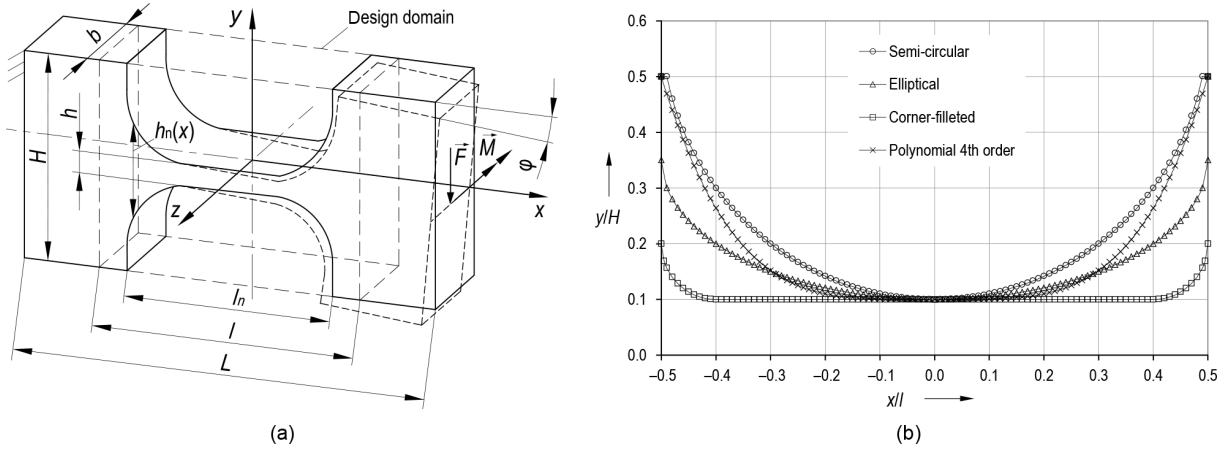 y
Design domain
b
h
H
hₙ(x)
F
M
φ
z
x
lₙ
l
L
(a)
0.6
0.5
0.4
0.3
0.2
0.1
0.0
y/H
Semi-circular
Elliptical
Corner-filleted
Polynomial 4th order
–0.5 –0.4 –0.3 –0.2 –0.1 0.0 0.1 0.2 0.3 0.4 0.5
x/l
(b)